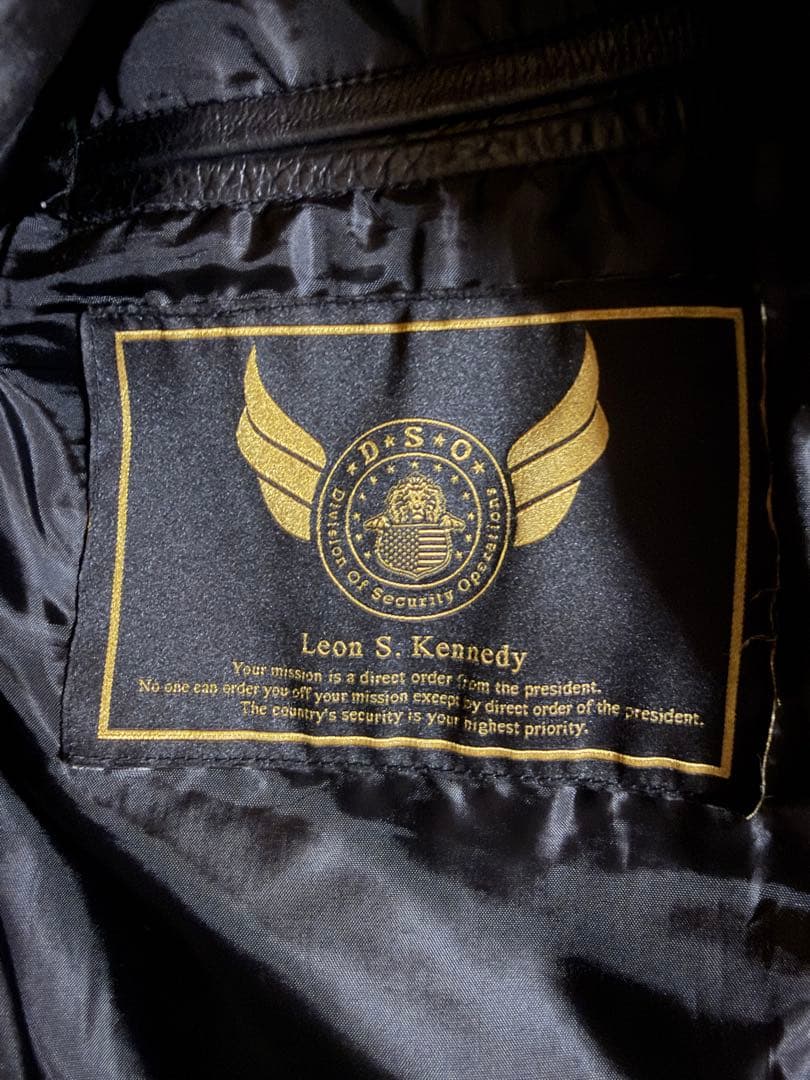 D★S★O
Division Of Security Operations
Leon S. Kennedy
Your mission is a direct order from the president.
No one can order you off your mission except by direct order of the president.
The country's security is your highest priority.